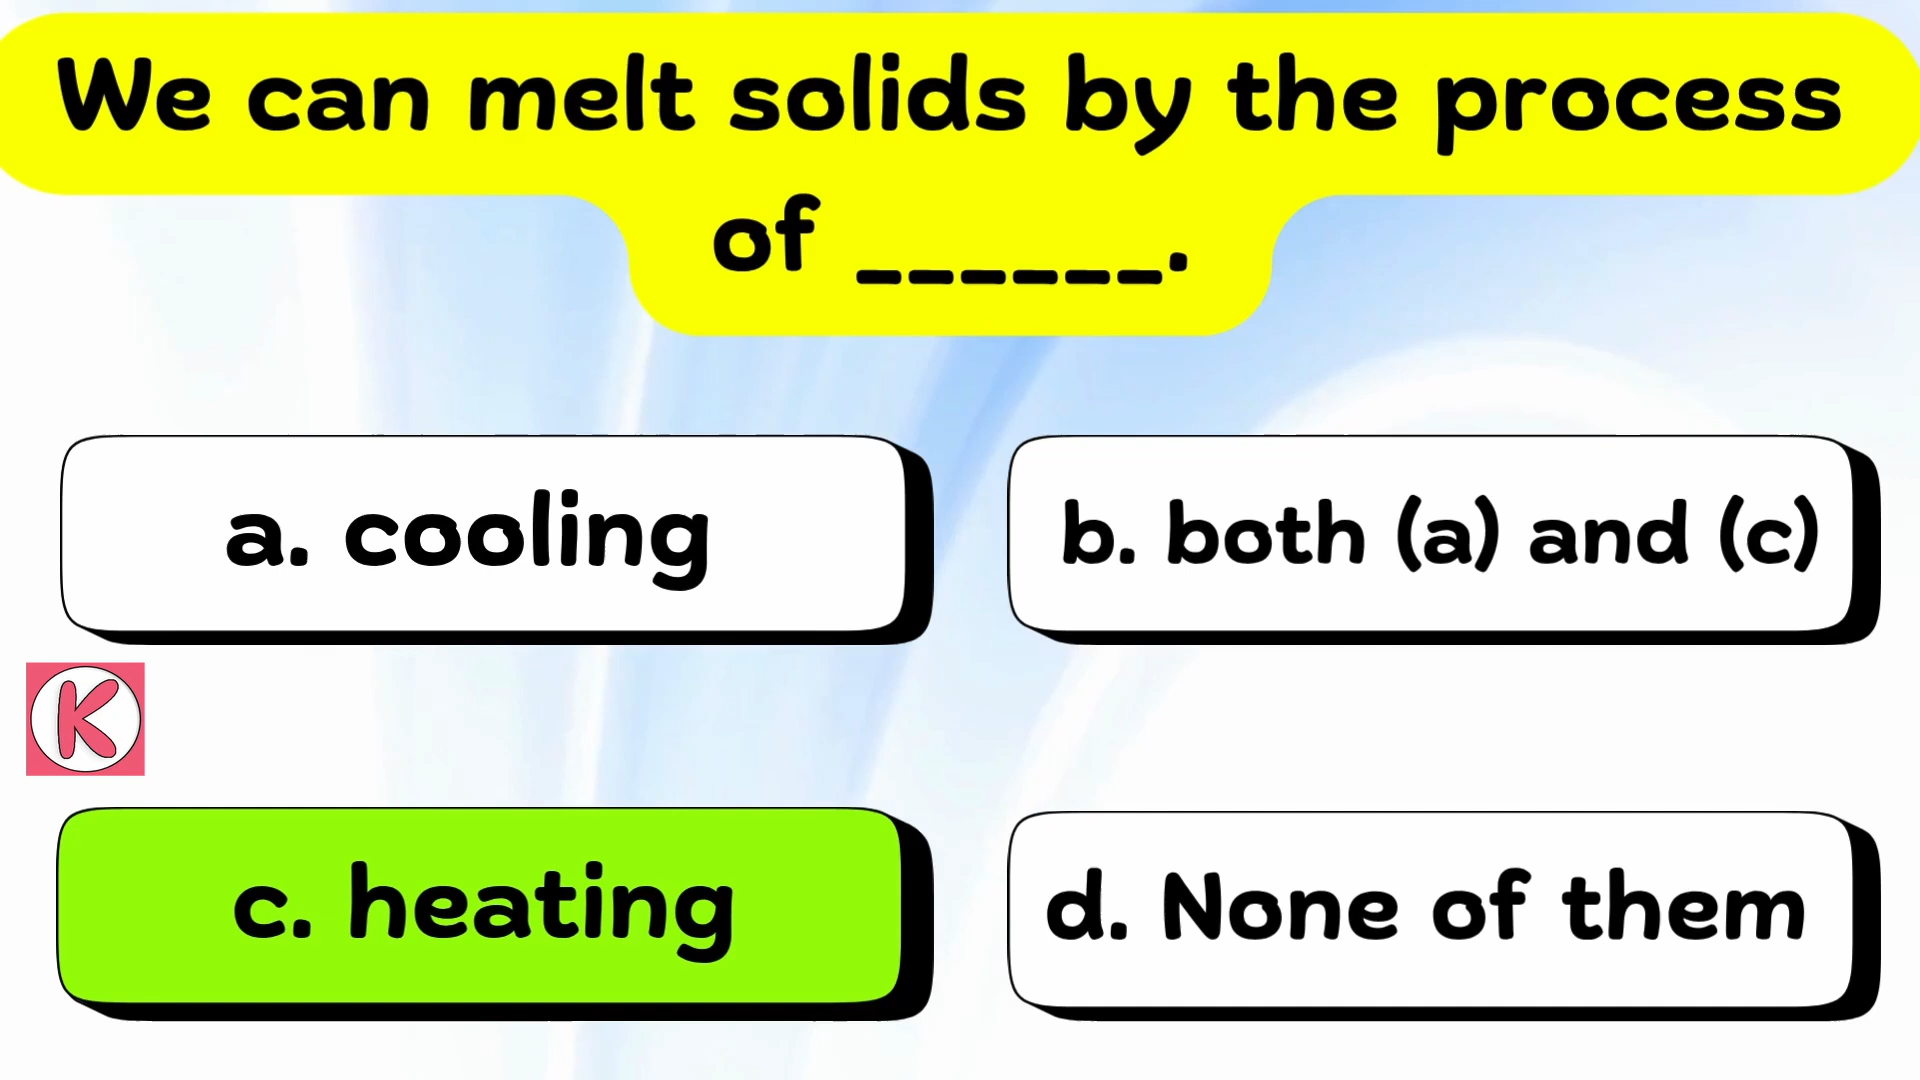 We can melt solids by the process
of ______.
a. cooling
b. both (a) and (c)
K
c. heating
d. None of them